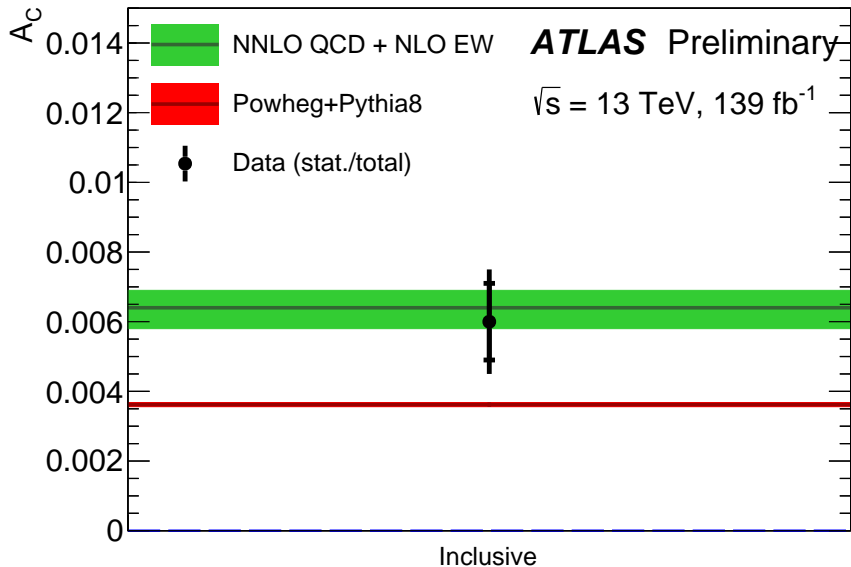 A_C
0.014
0.012
0.01
0.008
0.006
0.004
0.002
0
NNLO QCD + NLO EW
Powheg+Pythia8
Data (stat./total)
ATLAS Preliminary
√s = 13 TeV, 139 fb⁻¹
Inclusive